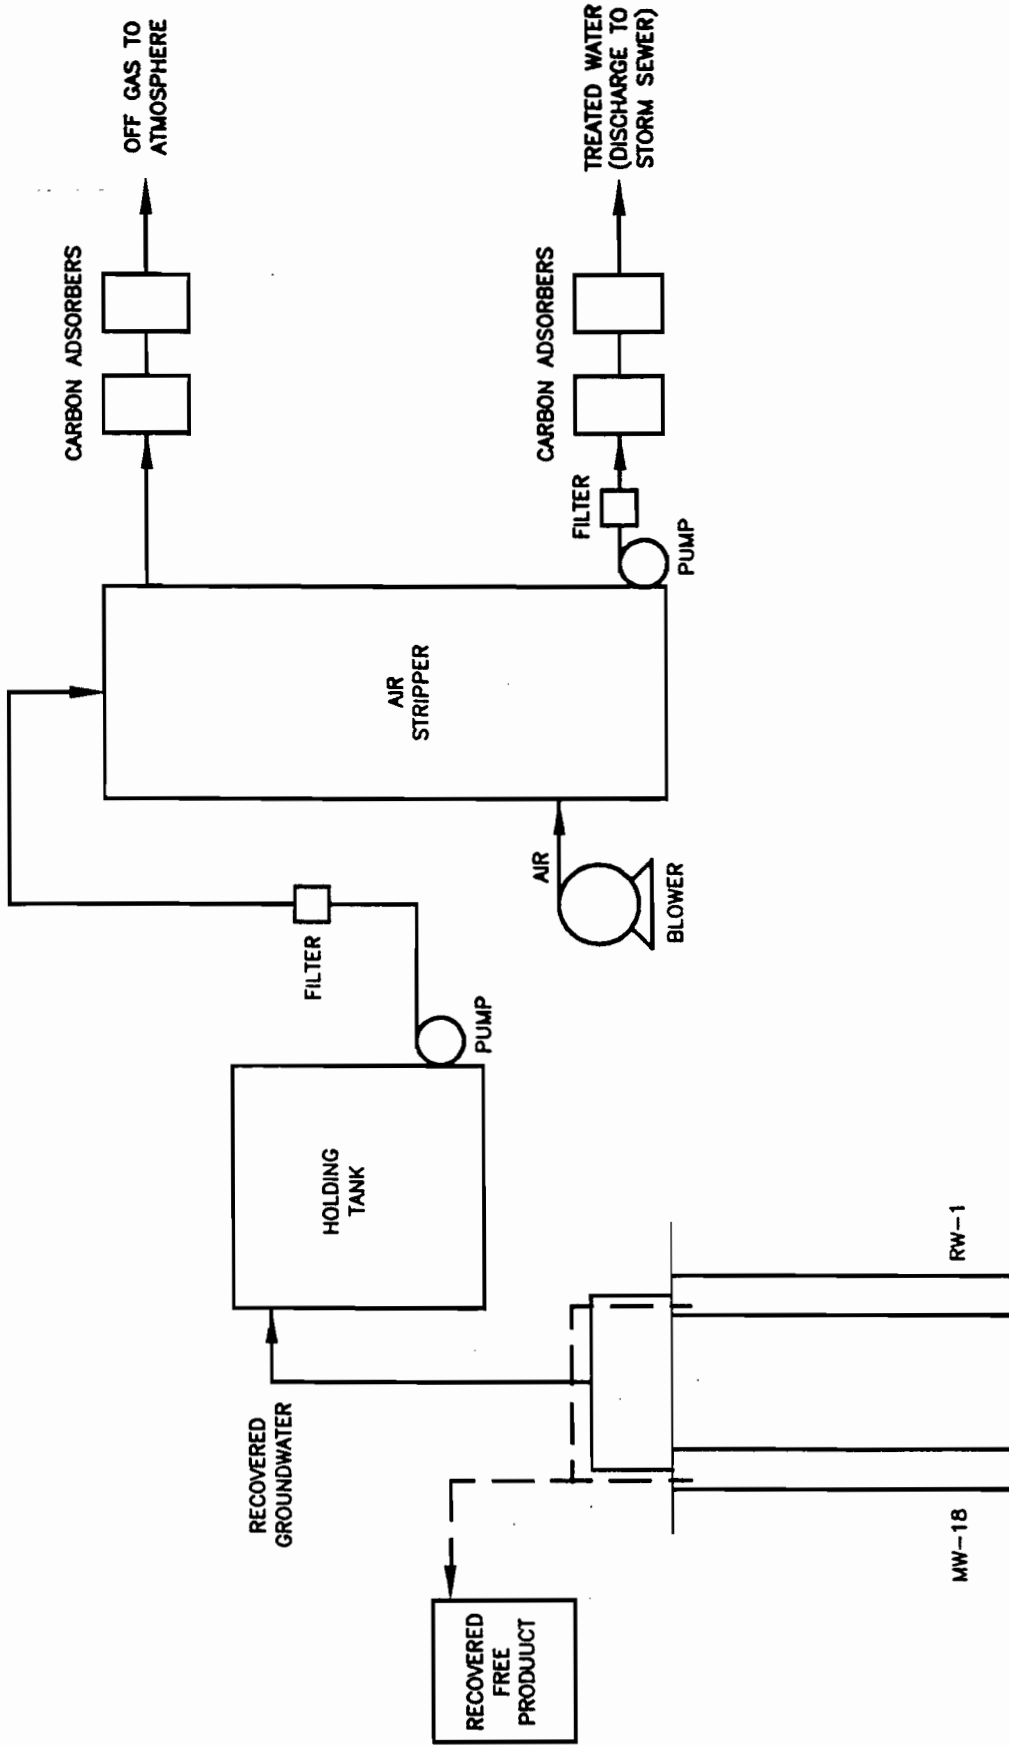 OFF GAS TO
ATMOSPHERE
CARBON ADSORBERS
TREATED WATER
(DISCHARGE TO
STORM SEWER)
CARBON ADSORBERS
FILTER
PUMP
AIR
STRIPPER
AIR
BLOWER
FILTER
PUMP
HOLDING
TANK
RECOVERED
GROUNDWATER
RW-1
MW-18
RECOVERED
FREE
PRODUCT